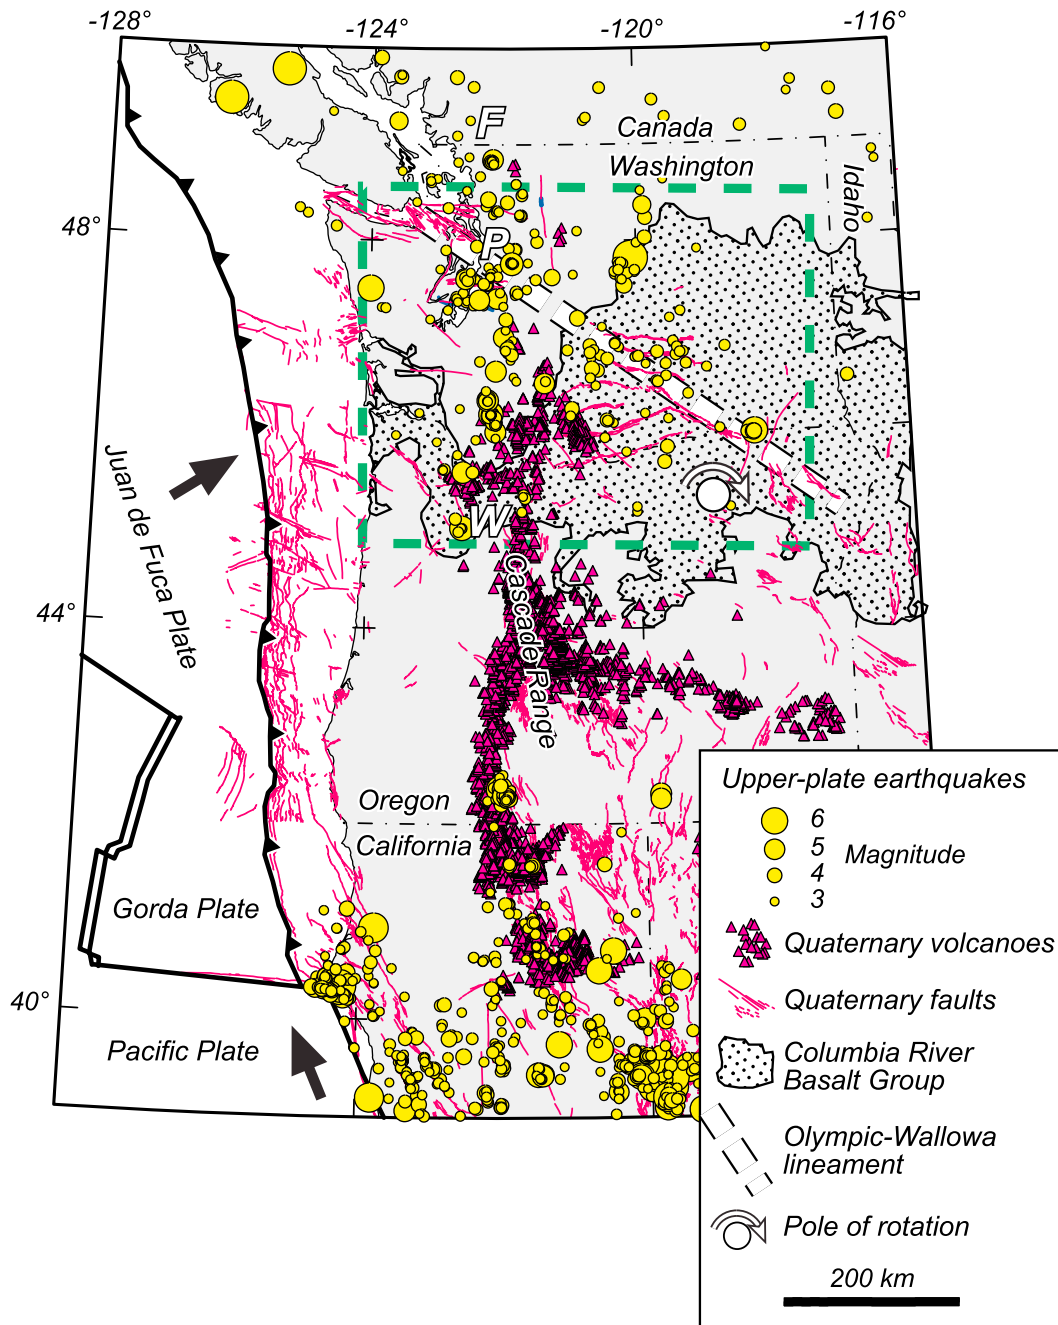 -128°
-124°
-120°
-116°
F
Canada
Washington
Idaho
48°
P
Juan de Fuca Plate
W
44°
Cascade Range
Oregon
California
Gorda Plate
40°
Pacific Plate
Upper-plate earthquakes
6
5
4
3
Magnitude
Quaternary volcanoes
Quaternary faults
Columbia River
Basalt Group
Olympic-Wallowa
lineament
Pole of rotation
200 km